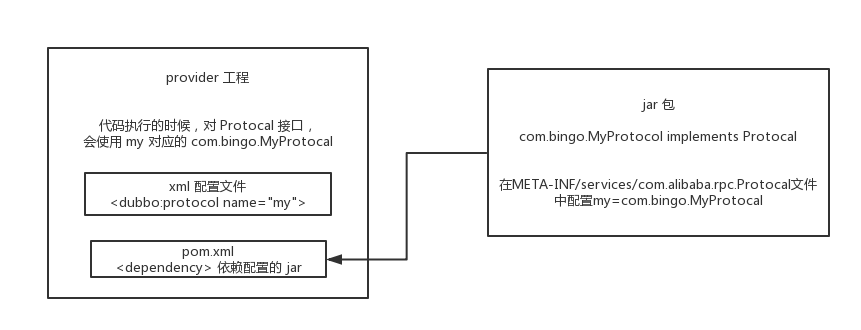 provider 工程
代码执行的时候，对 Protocal 接口，
会使用 my 对应的 com.bingo.MyProtocal
xml 配置文件
<dubbo:protocol name="my">
pom.xml
<dependency> 依赖配置的 jar
jar 包
com.bingo.MyProtocol implements Protocal
在META-INF/services/com.alibaba.rpc.Protocal文件
中配置my=com.bingo.MyProtocal